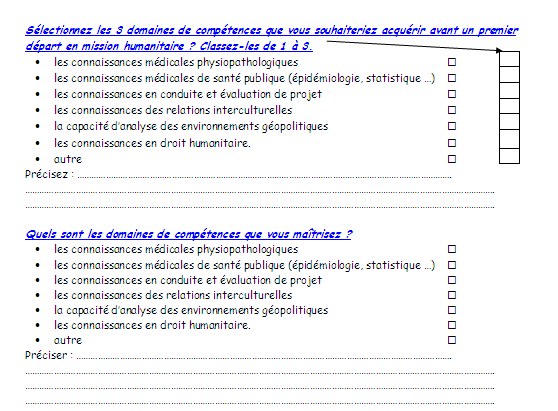 Sélectionnez les 3 domaines de compétences que vous souhaiteriez acquérir avant un premier
départ en mission humanitaire ? Classez-les de 1 à 3.
• les connaissances médicales physiopathologiques □
• les connaissances médicales de santé publique (épidémiologie, statistique ...) □
• les connaissances en conduite et évaluation de projet □
• les connaissances des relations interculturelles □
• la capacité d'analyse des environnements géopolitiques □
• les connaissances en droit humanitaire. □
• autre □
Précisez : ..............................................................................
....................................................................................................
....................................................................................................
Quels sont les domaines de compétences que vous maîtrisez ?
• les connaissances médicales physiopathologiques □
• les connaissances médicales de santé publique (épidémiologie, statistique ...) □
• les connaissances en conduite et évaluation de projet □
• les connaissances des relations interculturelles □
• la capacité d'analyse des environnements géopolitiques □
• les connaissances en droit humanitaire. □
• autre □
Préciser : ..............................................................................
....................................................................................................
....................................................................................................
....................................................................................................